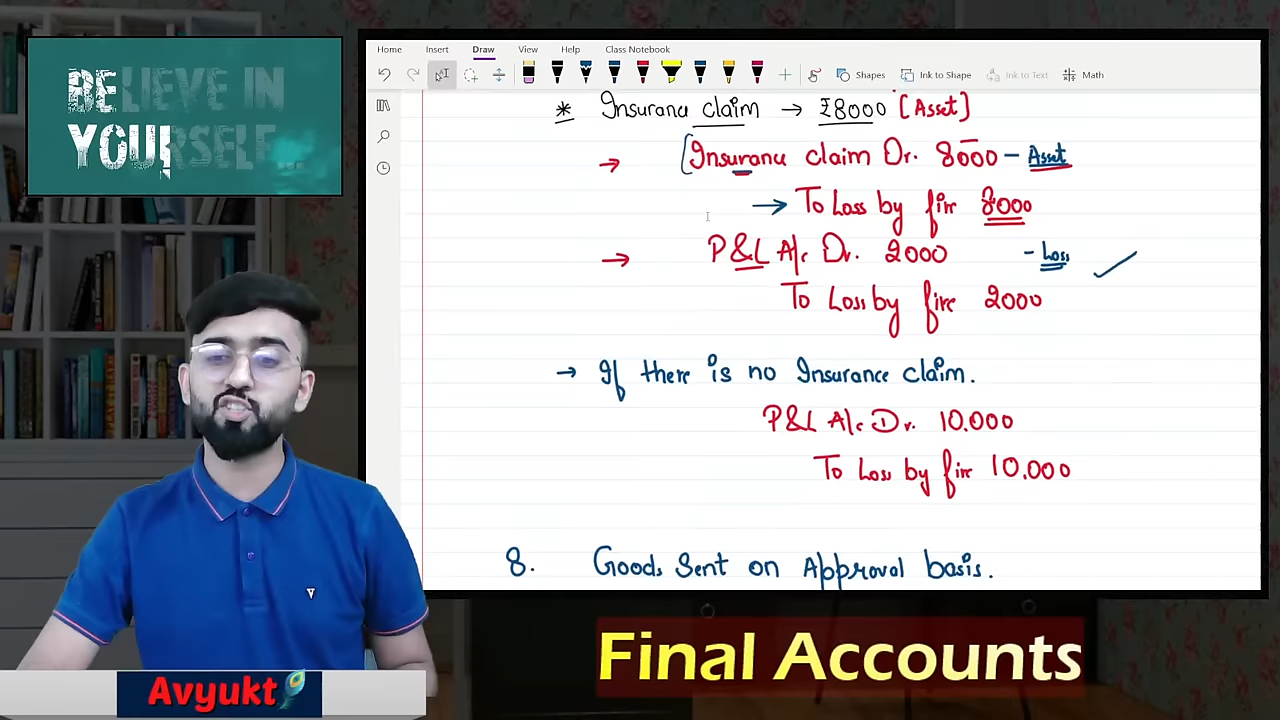 BELIEVE IN
YOURSELF...
Home Insert Draw View Help Class Notebook
Shapes Ink to Shape Ink to Text Math
* Insurance claim → ₹8000 [Asset]
→ [Insurance claim Dr. 8000 - Asset
→ To Loss by fire 8000
→ P&L A/c Dr. 2000 - Loss
To Loss by fire 2000
→ If there is no Insurance claim.
P&L A/c Dr. 10.000
To Loss by fire 10.000
8. Goods Sent on Approval basis.
Final Accounts
Avyukt